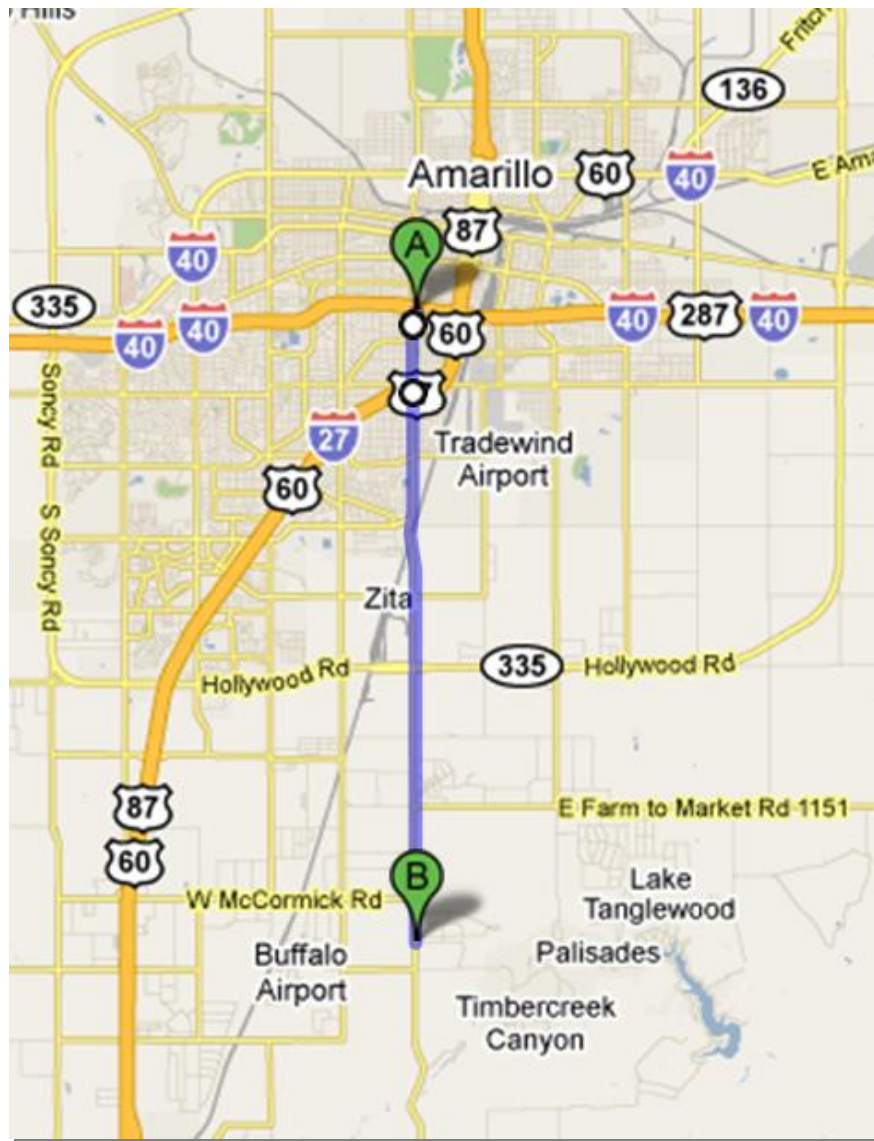 Hills
Fritch
136
Amarillo
60
40
E Ama
87
A
40
335
40
40
60
40
287
40
Soncy Rd
27
Tradewind
Airport
60
S Soncy Rd
Zita
Hollywood Rd
335
Hollywood Rd
87
E Farm to Market Rd 1151
60
B
W McCormick Rd
Lake
Tanglewood
Buffalo
Airport
Palisades
Timbercreek
Canyon